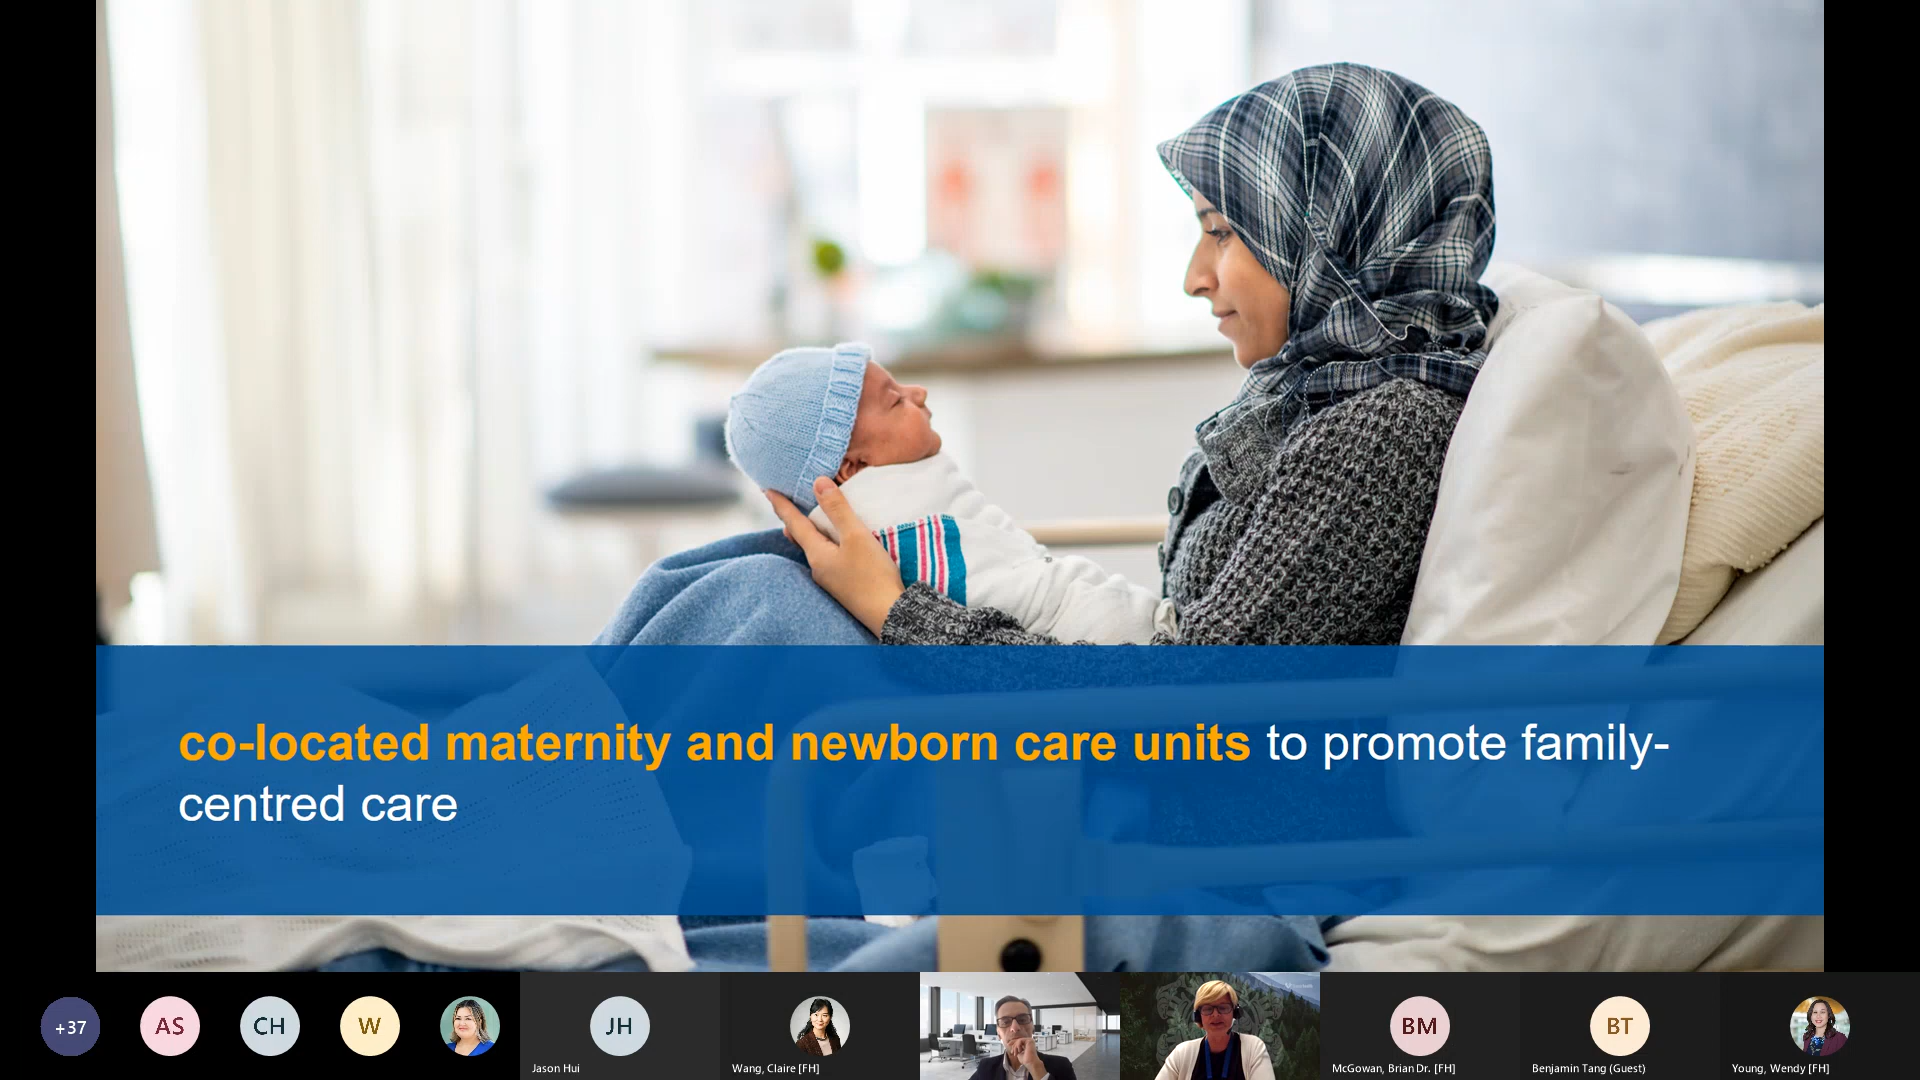 co-located maternity and newborn care units to promote family-
centred care
+37
AS
CH
W
JH
Jason Hui
Wang, Claire [FH]
BM
McGowan, Brian Dr. [FH]
BT
Benjamin Tang (Guest)
Young, Wendy [FH]